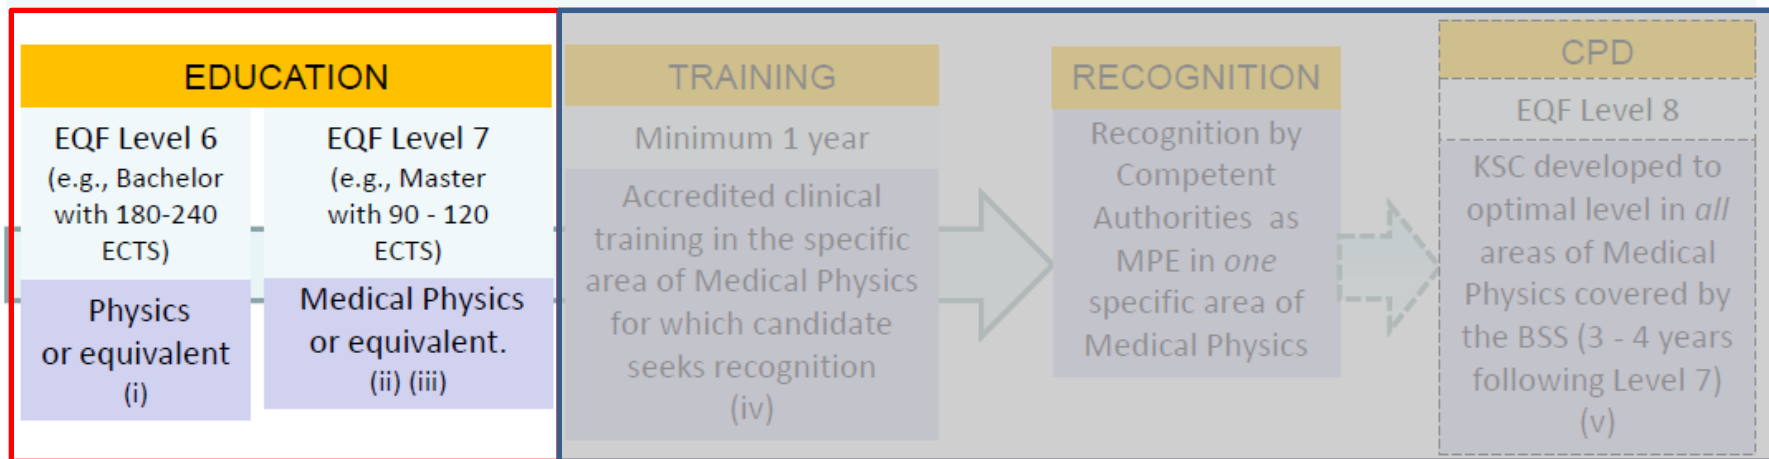 EDUCATION
EQF Level 6
(e.g., Bachelor
with 180-240
ECTS)
Physics
or equivalent
(i)
EQF Level 7
(e.g., Master
with 90 - 120
ECTS)
Medical Physics
or equivalent.
(ii) (iii)
TRAINING
Minimum 1 year
Accredited clinical
training in the specific
area of Medical Physics
for which candidate
seeks recognition
(iv)
RECOGNITION
Recognition by
Competent
Authorities as
MPE in one
specific area of
Medical Physics
CPD
EQF Level 8
KSC developed to
optimal level in all
areas of Medical
Physics covered by
the BSS (3 - 4 years
following Level 7)
(v)